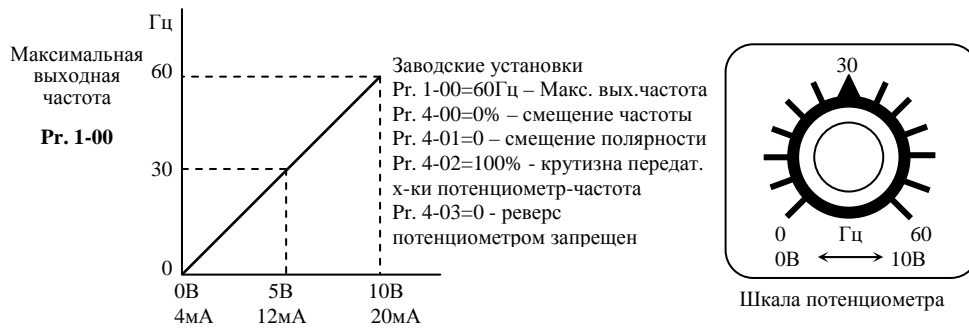 Гц
Максимальная
выходная
частота
Pr. 1-00
60
30
0
0В
5В
10В
4мА
12мА
20мА
Заводские установки
Pr. 1-00=60Гц – Макс. вых.частота
Pr. 4-00=0% – смещение частоты
Pr. 4-01=0 – смещение полярности
Pr. 4-02=100% - крутизна передат.
х-ки потенциометр-частота
Pr. 4-03=0 - реверс
потенциометром запрещен
30
0 Гц 60
0В 10В
Шкала потенциометра